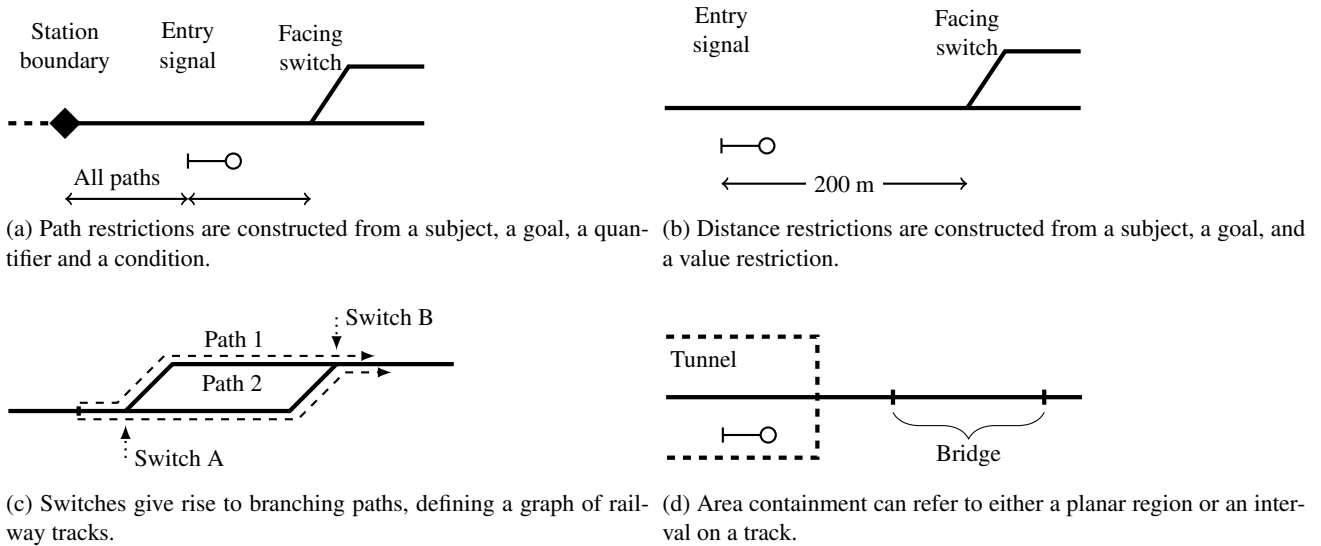 Station
boundary
Entry
signal
Facing
switch
All paths
(a) Path restrictions are constructed from a subject, a goal, a quan-
tifier and a condition.
Entry
signal
Facing
switch
200 m
(b) Distance restrictions are constructed from a subject, a goal, and
a value restriction.
Switch B
Path 1
Path 2
Switch A
(c) Switches give rise to branching paths, defining a graph of rail-
way tracks.
Tunnel
Bridge
(d) Area containment can refer to either a planar region or an inter-
val on a track.